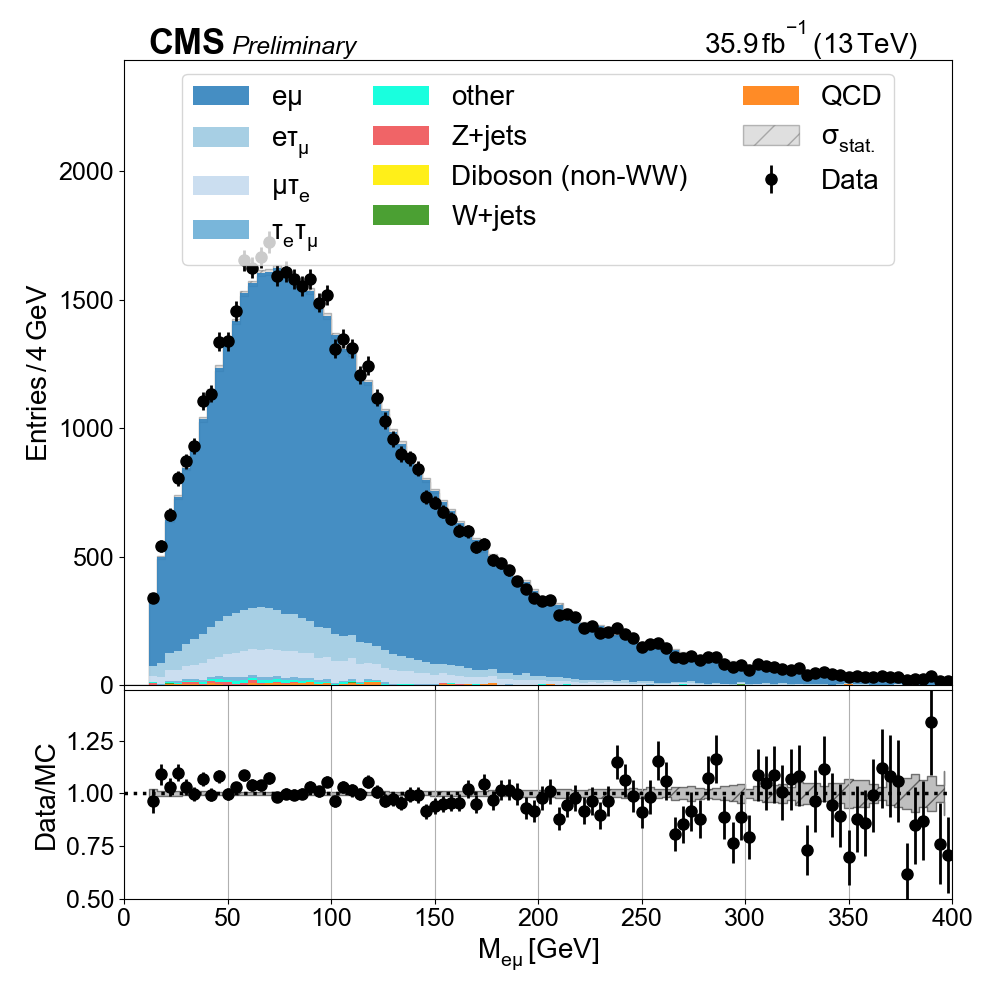 CMS Preliminary 35.9 fb⁻¹ (13 TeV)
eμ other QCD
eτμ Z+jets σstat.
μτe Diboson (non-WW) Data
τeτμ W+jets
Entries / 4 GeV
2000
1500
1000
500
0
Data/MC
1.25
1.00
0.75
0.50
0 50 100 150 200 250 300 350 400
Meμ [GeV]